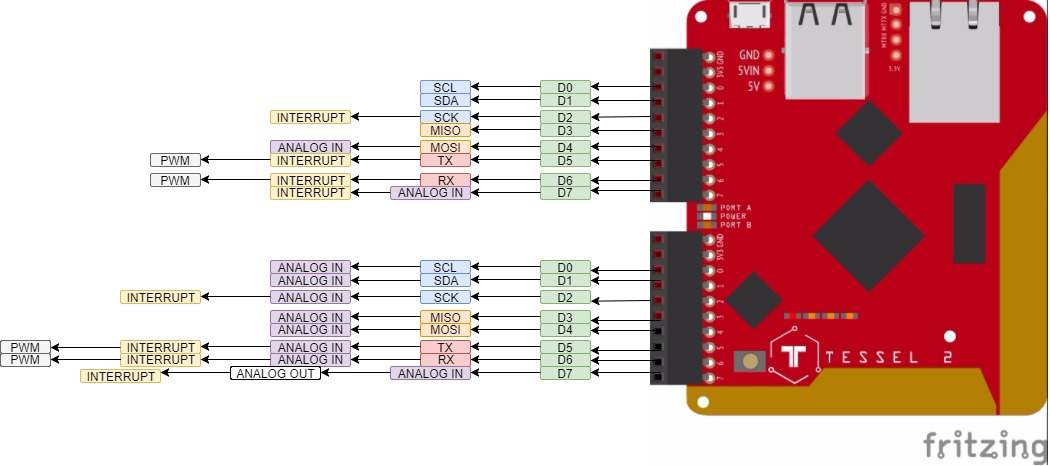 MTRX MTTX GND
3.3V
GND
5VIN
5V
3V3 GND
SCL D0 0
SDA D1 1
INTERRUPT SCK D2 2
MISO D3 3
ANALOG IN MOSI D4 4
PWM INTERRUPT TX D5 5
PWM INTERRUPT RX D6 6
INTERRUPT ANALOG IN D7 7
PORT A
POWER
PORT B
3V3 GND
ANALOG IN SCL D0 0
ANALOG IN SDA D1 1
INTERRUPT ANALOG IN SCK D2 2
ANALOG IN MISO D3 3
ANALOG IN MOSI D4 4
PWM INTERRUPT ANALOG IN TX D5 5
PWM INTERRUPT ANALOG IN RX D6 6
INTERRUPT ANALOG OUT ANALOG IN D7 7
TESSEL 2
fritzing